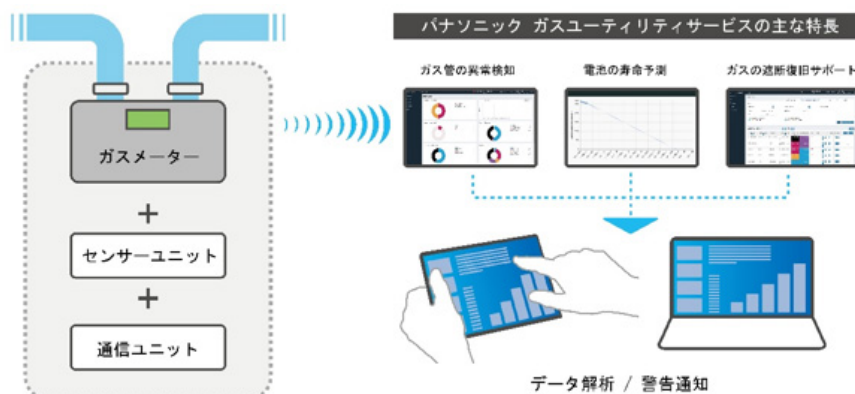 パナソニック ガスユーティリティサービスの主な特長
ガス管の異常検知
電池の寿命予測
ガスの遮断復旧サポート
ガスメーター
+
センサーユニット
+
通信ユニット
データ解析 / 警告通知